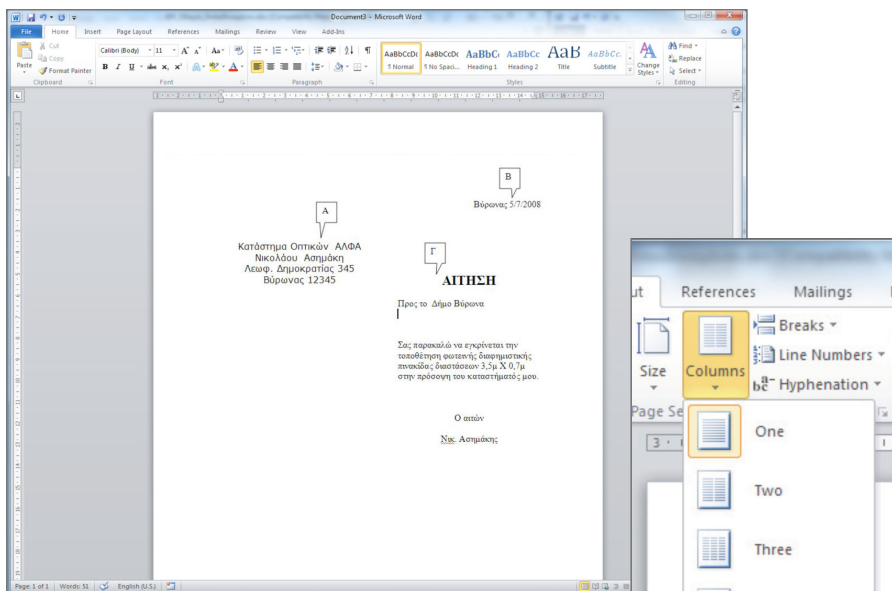 Document3 - Microsoft Word
File Home Insert Page Layout References Mailings Review View Add-Ins
Cut
Copy
Format Painter
Paste
Clipboard
Calibri (Body) 11
Font
Paragraph
AaBbCcDc AaBbCcDc AaBbC AaBbCc AaB AaBbCc.
¶ Normal ¶ No Spaci... Heading 1 Heading 2 Title Subtitle
Change Styles
Styles
Find
Replace
Select
Editing
B
Βύρωνας 5/7/2008
A
Κατάστημα Οπτικών ΑΛΦΑ
Νικολάου Ασημάκη
Λεωφ. Δημοκρατίας 345
Βύρωνας 12345
Γ
ΑΙΤΗΣΗ
Προς το Δήμο Βύρωνα
Σας παρακαλώ να εγκρίνεται την
τοποθέτηση φωτεινής διαφημιστικής
πινακίδας διαστάσεων 3,5μ Χ 0,7μ
στην πρόσοψη του καταστήματός μου.
Ο αιτών
Νικ. Ασημάκης
Page: 1 of 1 Words: 51 English (U.S.)
ut References Mailings
Size
Columns
Breaks
Line Numbers
Hyphenation
Page Se
One
Two
Three